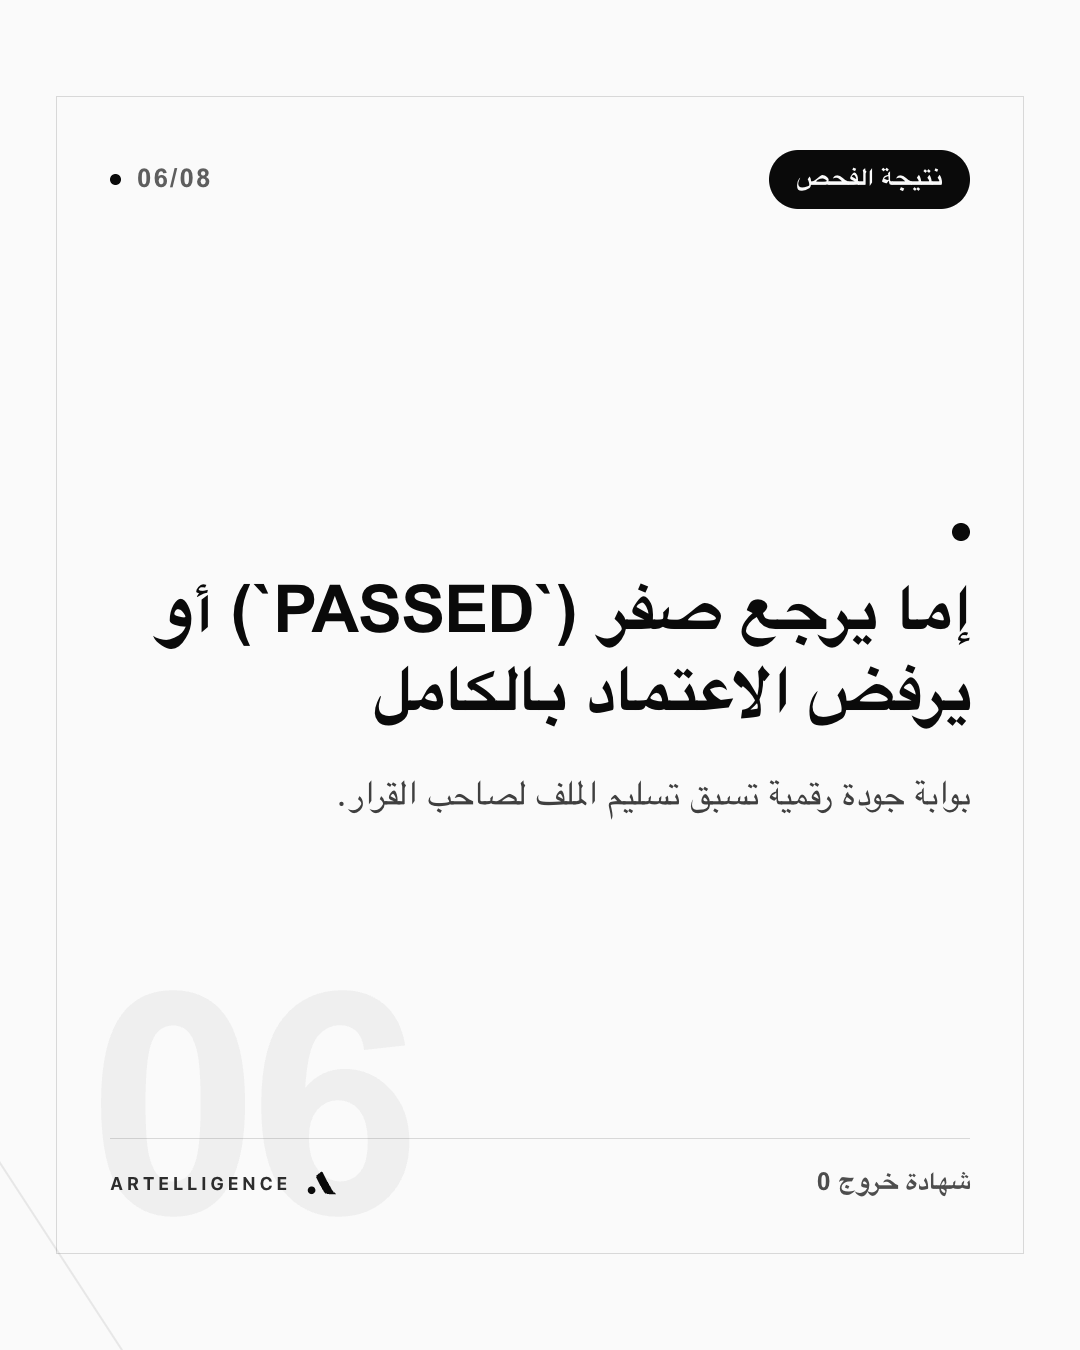 نتيجة الفحص
06/08
إما يرجع صفر (`PASSED`) أو
يرفض الاعتماد بالكامل
بوابة جودة رقمية تسبق تسليم الملف لصاحب القرار.
06
شهادة خروج 0
ARTELLIGENCE